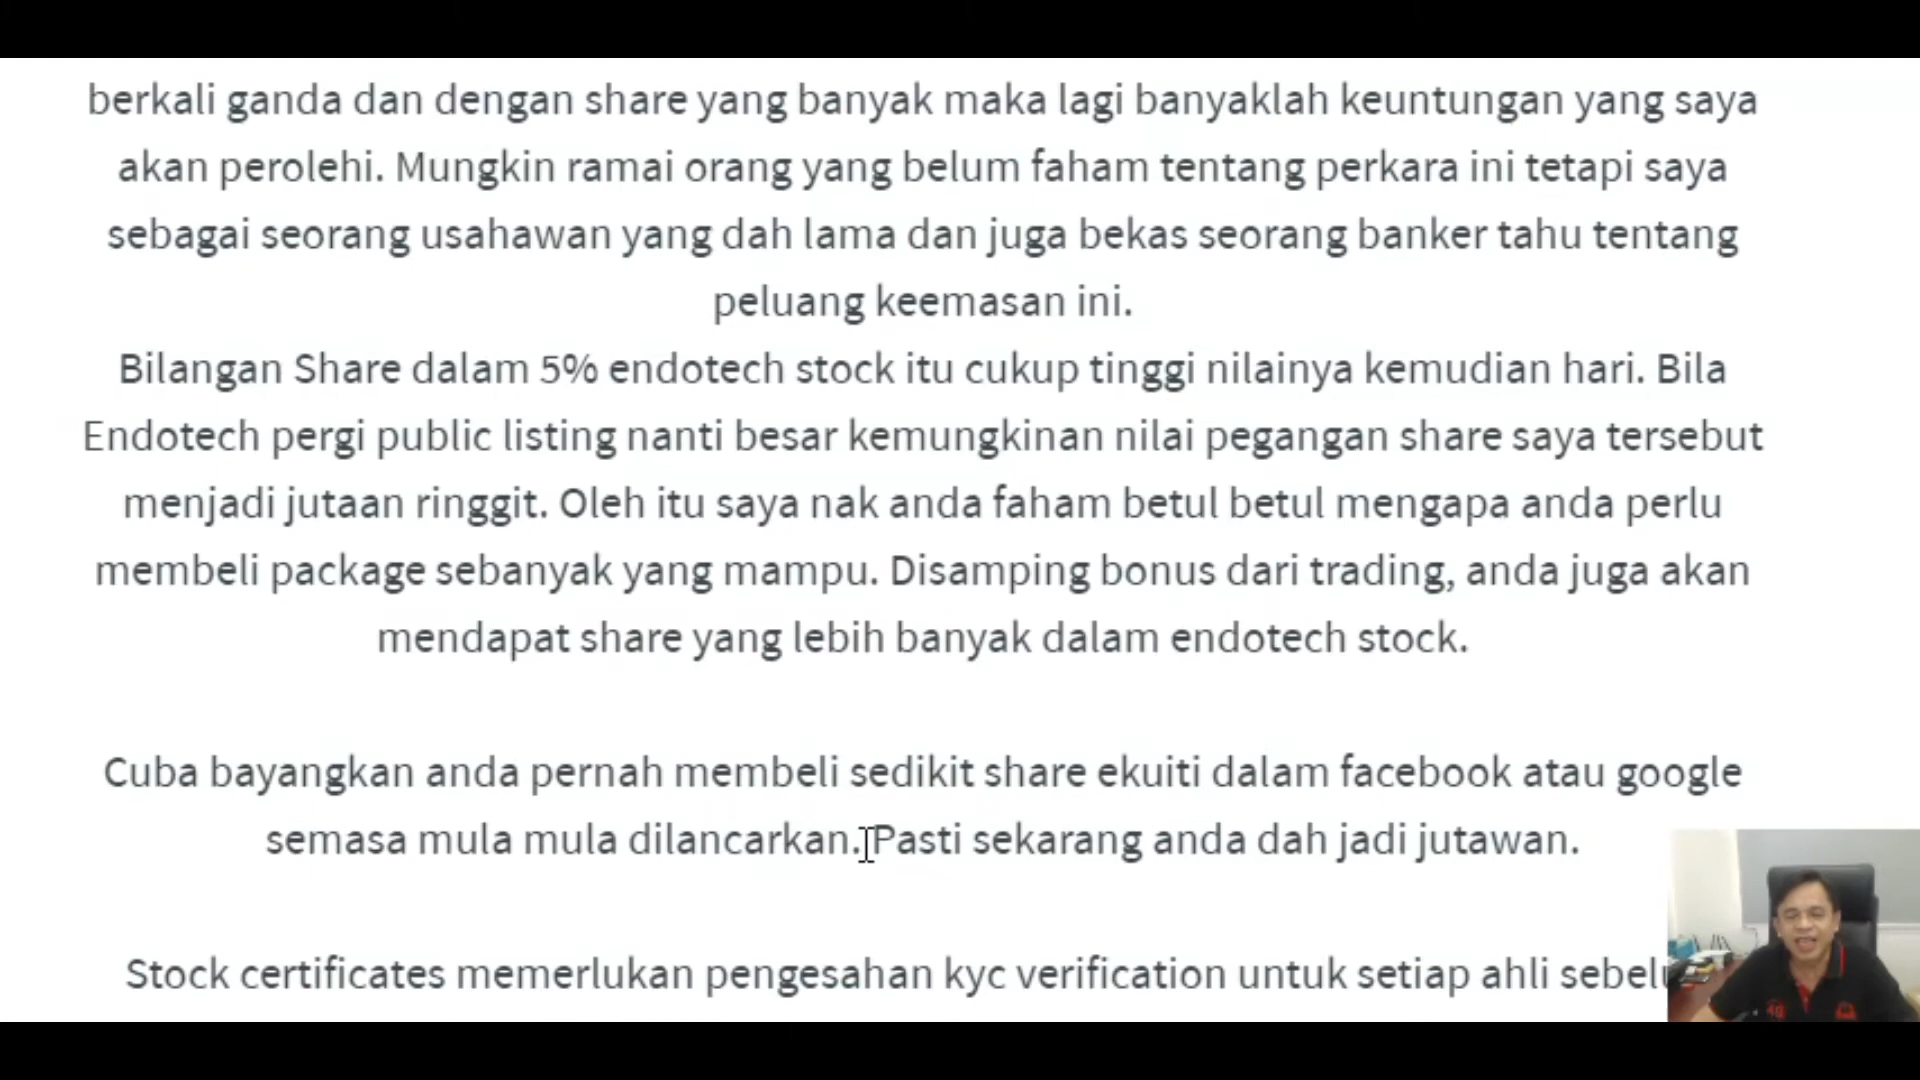 berkali ganda dan dengan share yang banyak maka lagi banyaklah keuntungan yang saya
akan perolehi. Mungkin ramai orang yang belum faham tentang perkara ini tetapi saya
sebagai seorang usahawan yang dah lama dan juga bekas seorang banker tahu tentang
peluang keemasan ini.
Bilangan Share dalam 5% endotech stock itu cukup tinggi nilainya kemudian hari. Bila
Endotech pergi public listing nanti besar kemungkinan nilai pegangan share saya tersebut
menjadi jutaan ringgit. Oleh itu saya nak anda faham betul betul mengapa anda perlu
membeli package sebanyak yang mampu. Disamping bonus dari trading, anda juga akan
mendapat share yang lebih banyak dalam endotech stock.
Cuba bayangkan anda pernah membeli sedikit share ekuiti dalam facebook atau google
semasa mula mula dilancarkan. Pasti sekarang anda dah jadi jutawan.
Stock certificates memerlukan pengesahan kyc verification untuk setiap ahli